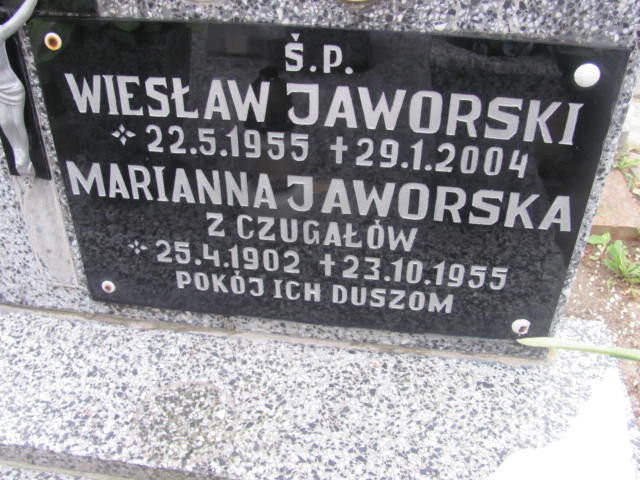 Ś.P.
WIESŁAW JAWORSKI
* 22.5.1955 † 29.1.2004
MARIANNA JAWORSKA
Z CZUGAŁÓW
* 25.4.1902 † 23.10.1955
POKÓJ ICH DUSZOM